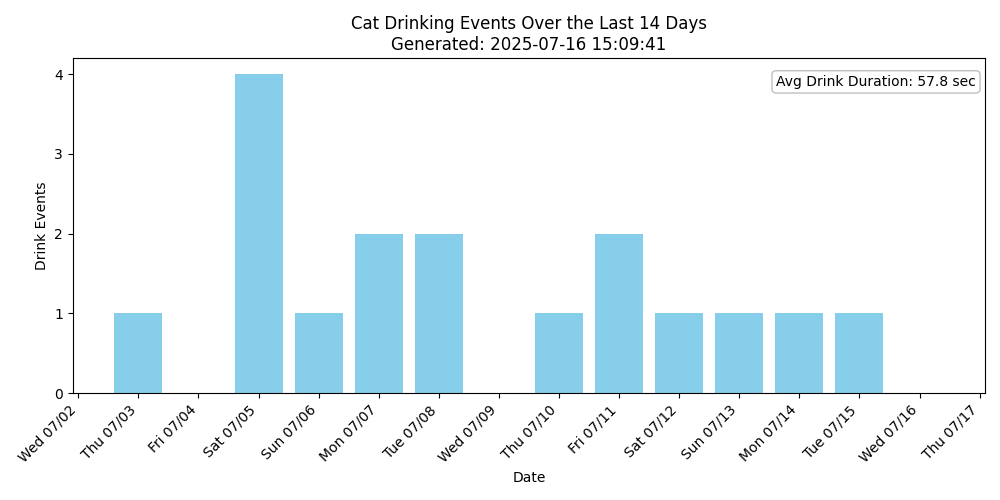 Cat Drinking Events Over the Last 14 Days
Generated: 2025-07-16 15:09:41
Avg Drink Duration: 57.8 sec
Drink Events
4
3
2
1
0
Wed 07/02
Thu 07/03
Fri 07/04
Sat 07/05
Sun 07/06
Mon 07/07
Tue 07/08
Wed 07/09
Thu 07/10
Fri 07/11
Sat 07/12
Sun 07/13
Mon 07/14
Tue 07/15
Wed 07/16
Thu 07/17
Date